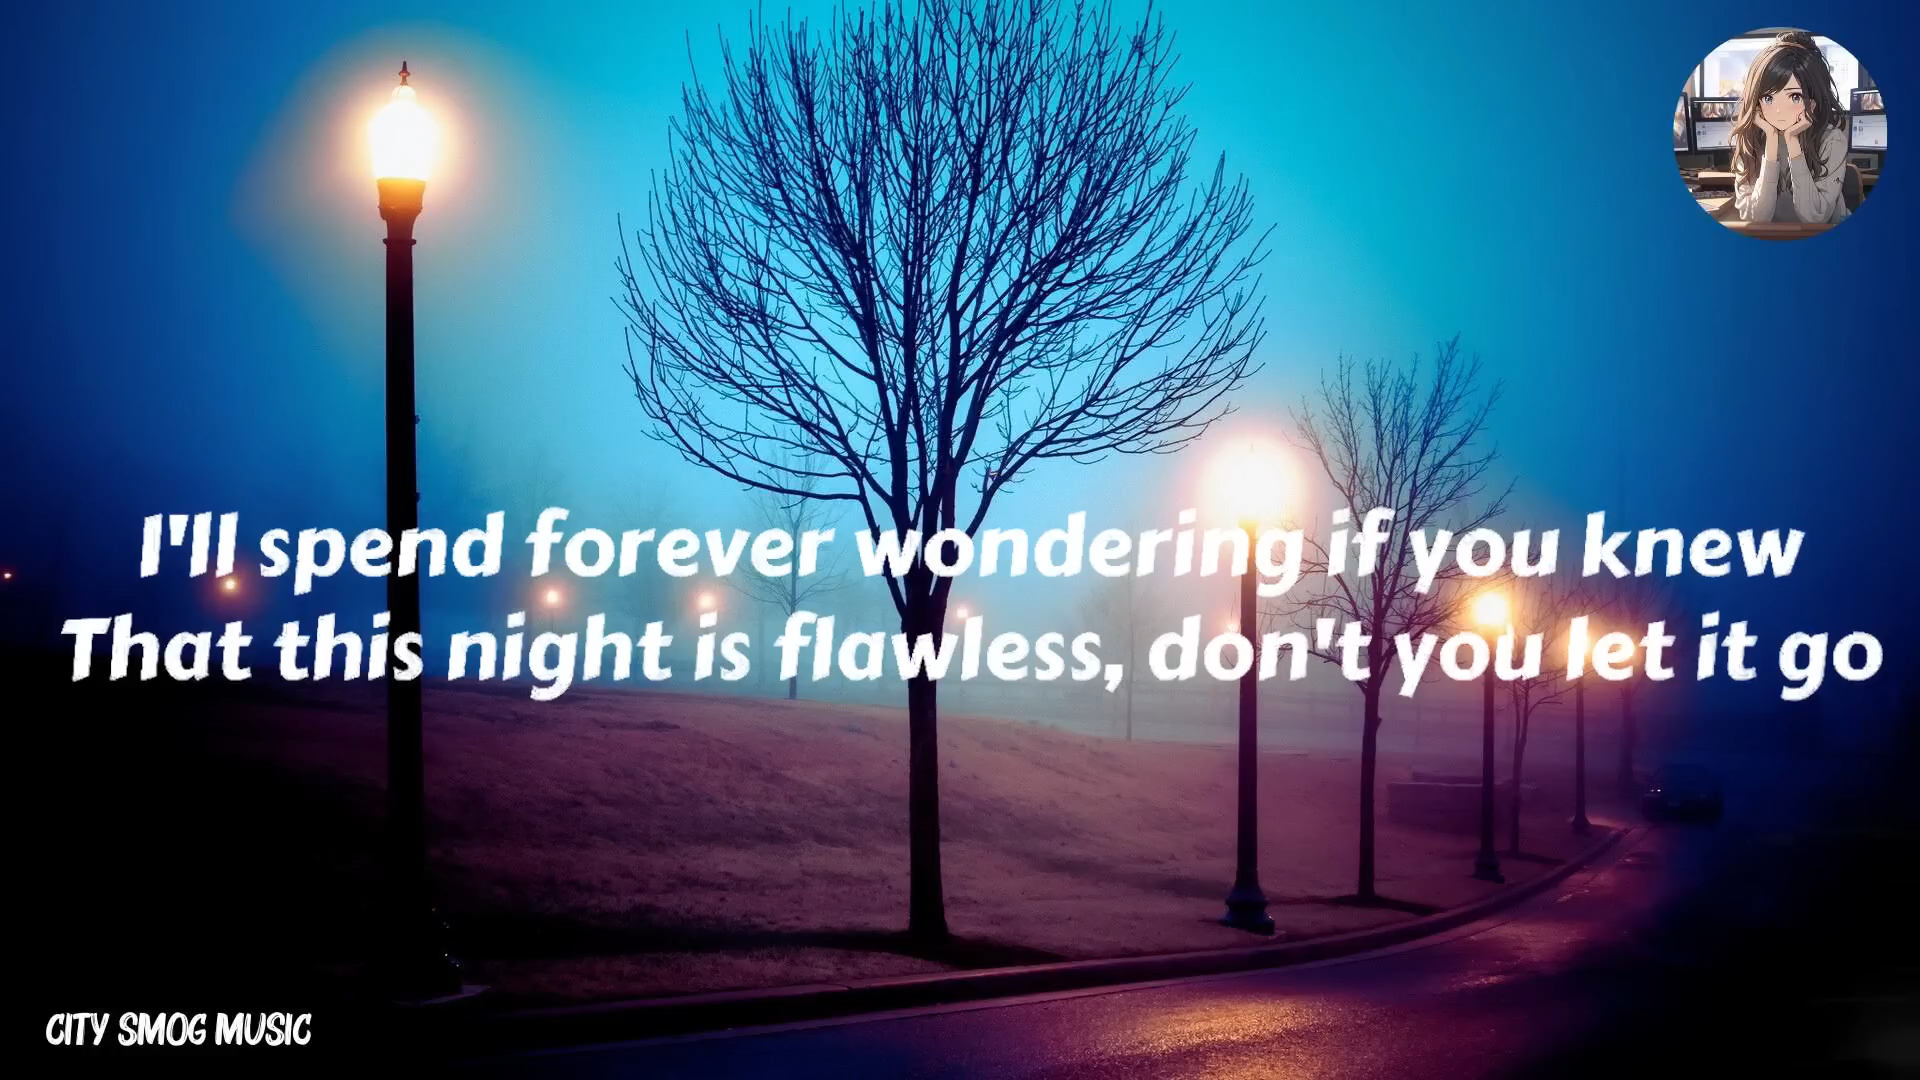 I'll spend forever wondering if you knew
That this night is flawless, don't you let it go
CITY SMOG MUSIC